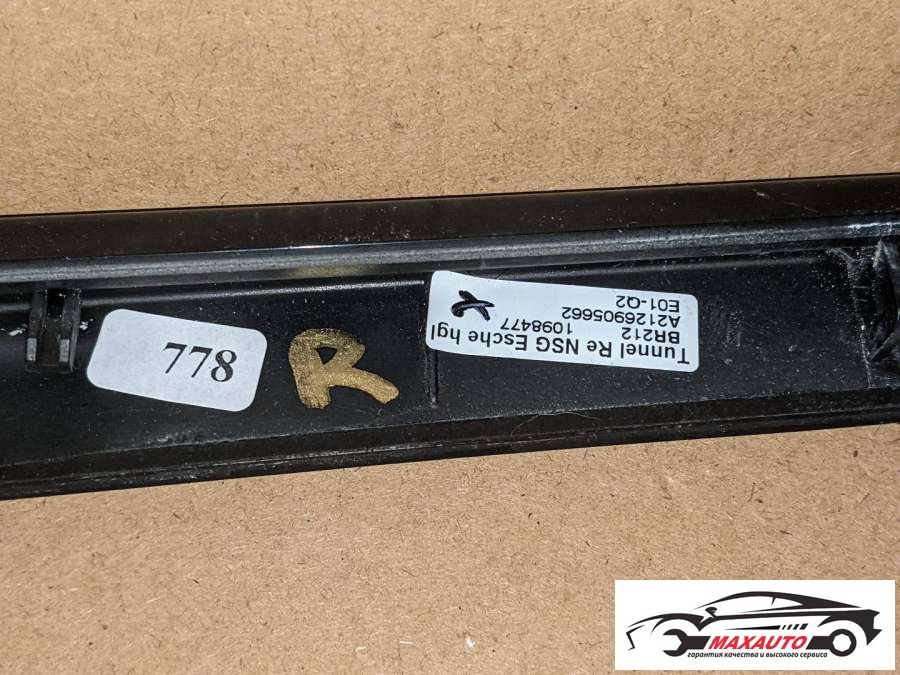 778
R
Tunnel Re NSG Esche hgl
BR212 1098477
A2126905662
E01-Q2
MAXAUTO
гарантия качества и высокого сервиса